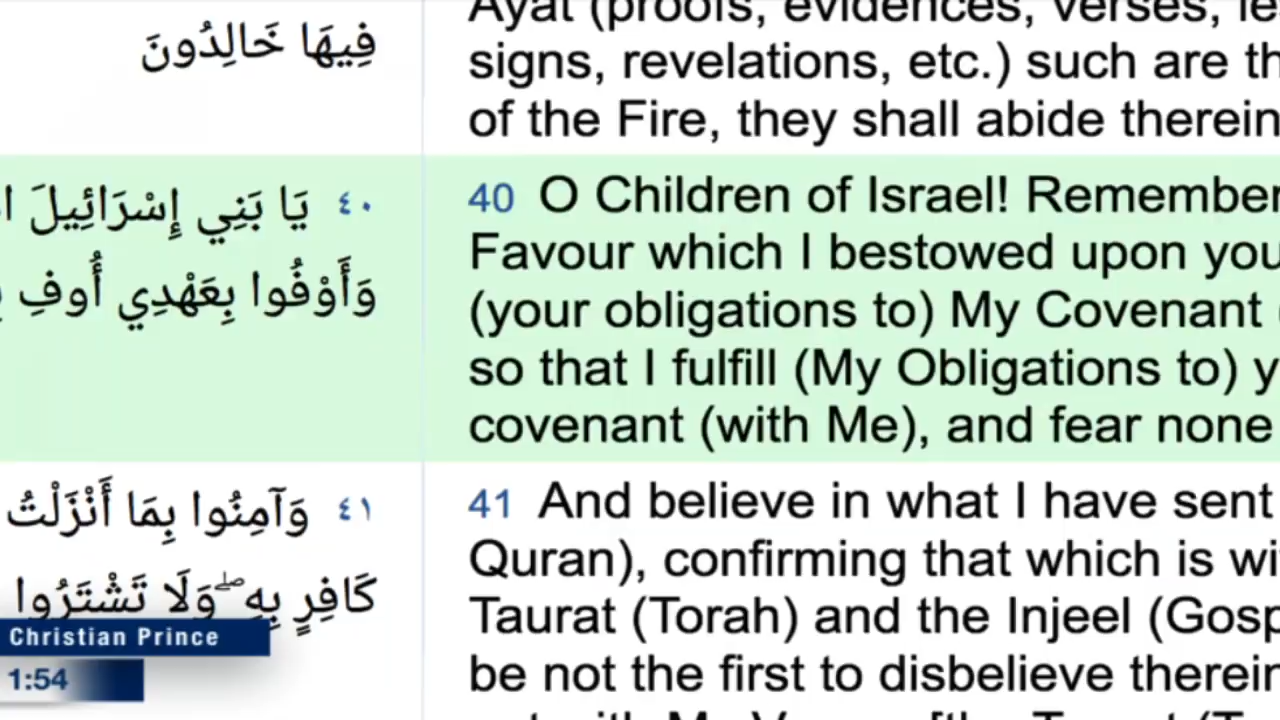 فِيهَا خَالِدُونَ
Ayat (proofs, evidences, verses,
signs, revelations, etc.) such are
of the Fire, they shall abide therein
٤٠ يَا بَنِي إِسْرَائِيلَ
وَأَوْفُوا بِعَهْدِي أُوفِ
40 O Children of Israel! Remember
Favour which I bestowed upon you
(your obligations to) My Covenant
so that I fulfill (My Obligations to)
covenant (with Me), and fear none
٤١ وَآمِنُوا بِمَا أَنْزَلْتُ
كَافِرٍ بِهِ ۖ وَلَا تَشْتَرُوا
41 And believe in what I have sent
Quran), confirming that which is
Taurat (Torah) and the Injeel
be not the first to disbelieve therein
Christian Prince
1:54